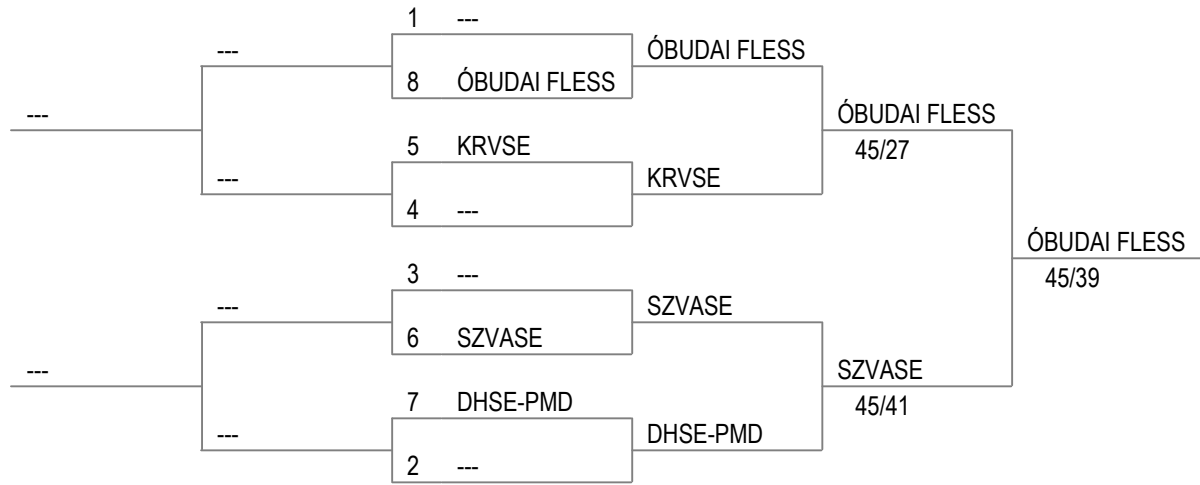 1 ---
--- ÓBUDAI FLESS
8 ÓBUDAI FLESS
--- ÓBUDAI FLESS
5 KRVSE 45/27
--- KRVSE
4 ---
ÓBUDAI FLESS
3 --- 45/39
--- SZVASE
6 SZVASE
--- SZVASE
7 DHSE-PMD 45/41
--- DHSE-PMD
2 ---